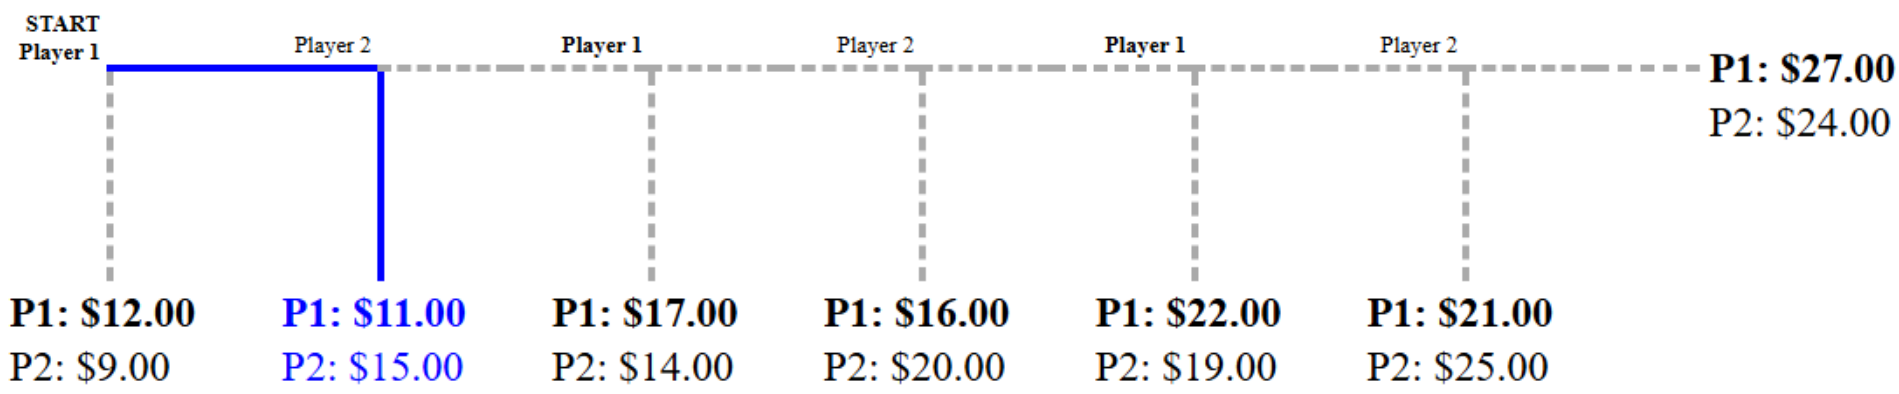 START
Player 1
Player 2
Player 1
Player 2
Player 1
Player 2
P1: $27.00
P2: $24.00
P1: $12.00
P2: $9.00
P1: $11.00
P2: $15.00
P1: $17.00
P2: $14.00
P1: $16.00
P2: $20.00
P1: $22.00
P2: $19.00
P1: $21.00
P2: $25.00